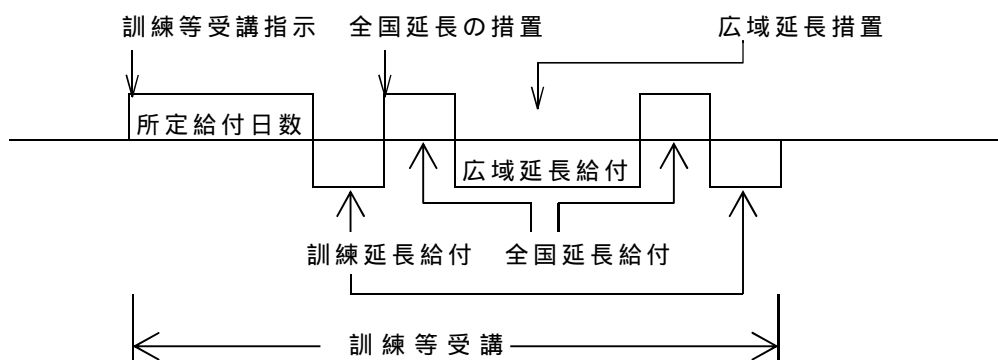 訓練等受講指示 全国延長の措置 広域延長措置
所定給付日数
広域延長給付
訓練延長給付 全国延長給付
訓練等受講